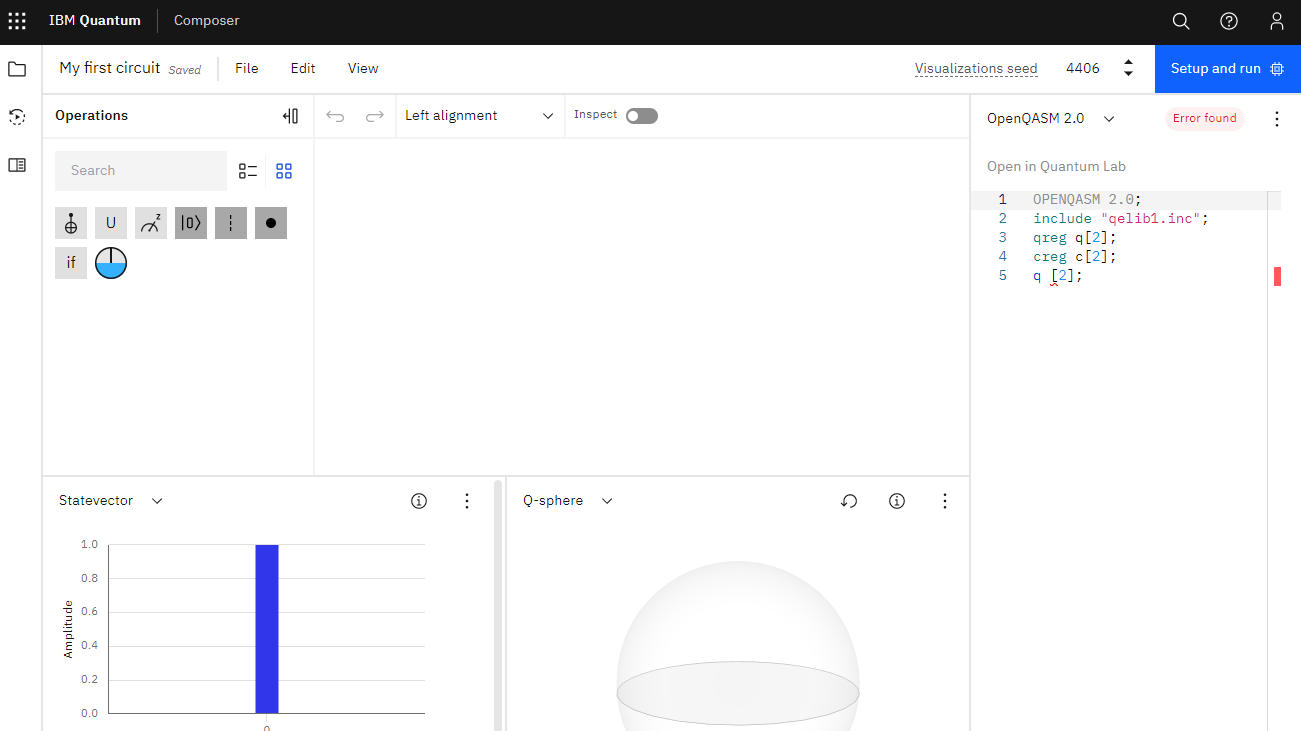 IBM Quantum Composer
My first circuit Saved File Edit View Visualizations seed 4406 Setup and run
Operations Left alignment Inspect OpenQASM 2.0 Error found
Search
Open in Quantum Lab
U z |0⟩
if
1 OPENQASM 2.0;
2 include "qelib1.inc";
3 qreg q[2];
4 creg c[2];
5 q [2];
Statevector
Q-sphere
1.0
0.8
0.6
0.4
0.2
0.0
Amplitude
0